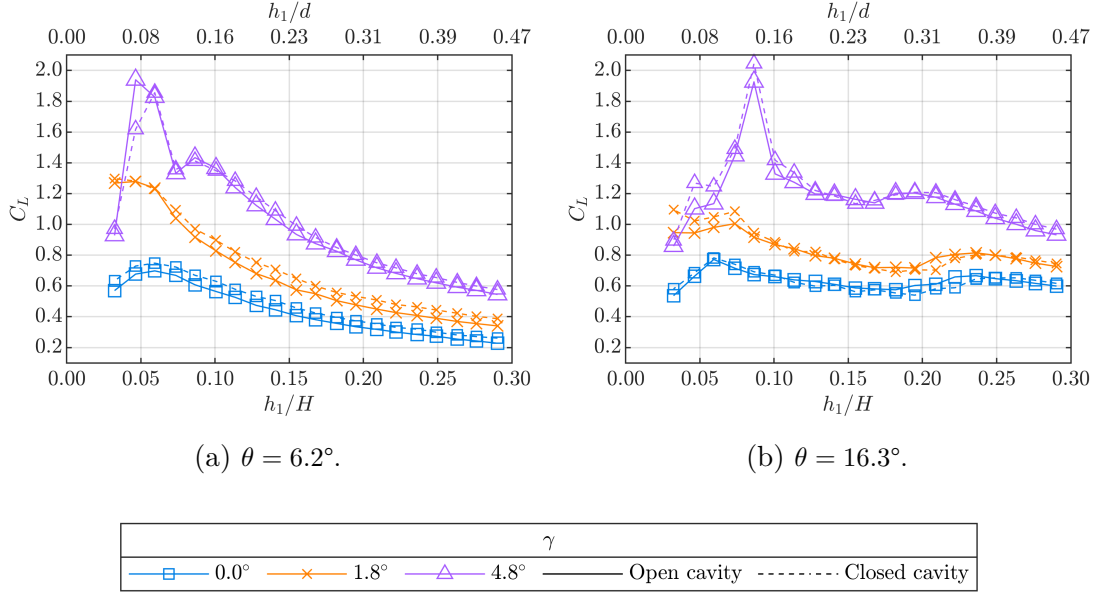 h₁/d h₁/d
0.00 0.08 0.16 0.23 0.31 0.39 0.47 0.00 0.08 0.16 0.23 0.31 0.39 0.47
2.0 2.0
1.8 1.8
1.6 1.6
1.4 1.4
1.2 1.2
C_L 1.0 C_L 1.0
0.8 0.8
0.6 0.6
0.4 0.4
0.2 0.2
0.00 0.05 0.10 0.15 0.20 0.25 0.30 0.00 0.05 0.10 0.15 0.20 0.25 0.30
h₁/H h₁/H
(a) θ = 6.2°. (b) θ = 16.3°.
γ
0.0° 1.8° 4.8° Open cavity Closed cavity